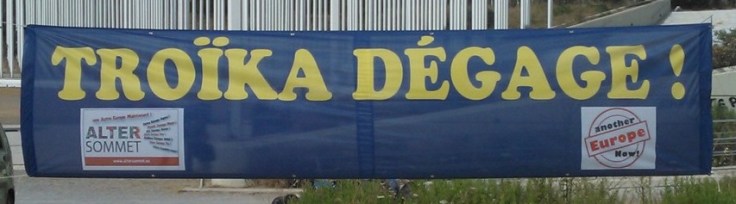 TROÏKA DÉGAGE !
ALTER
SOMMET
another
Europe
Now!